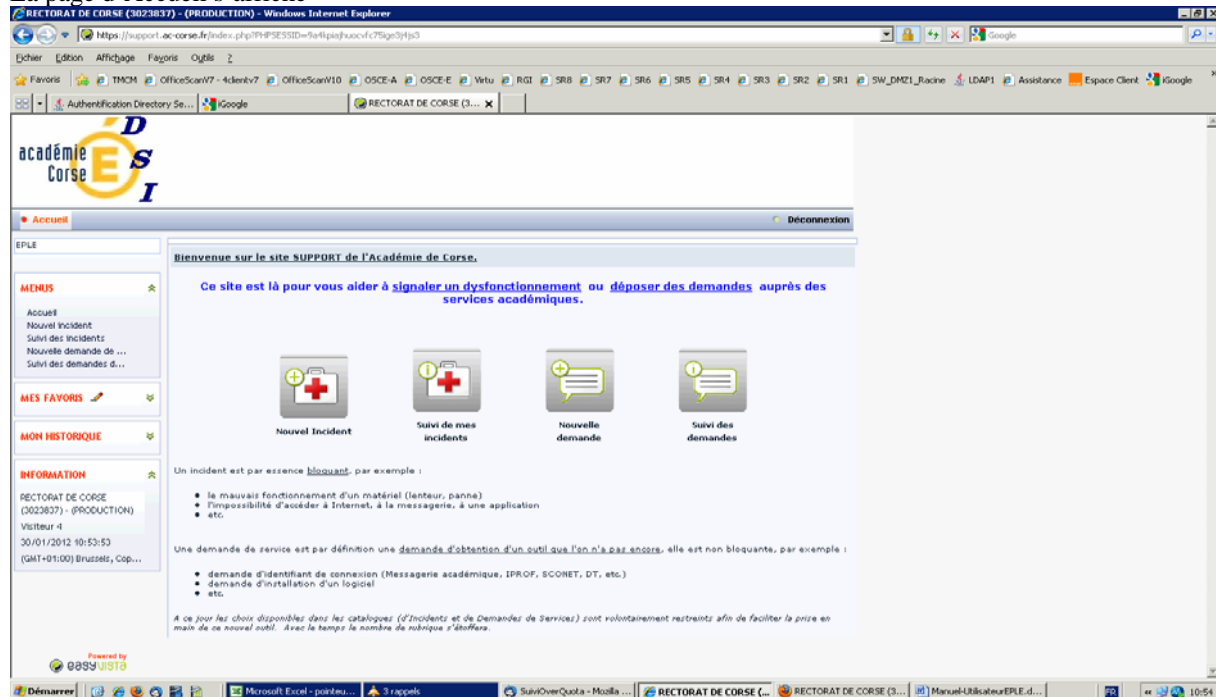 RECTORAT DE CORSE (3023837) - (PRODUCTION) - Windows Internet Explorer
Google
Fichier Edition Affichage Favoris Outils ?
Favoris TMCM OfficeScanV7 - 4clientv7 OfficeScanV10 OSCE-A OSCE-E Vetu RGI SR8 SR7 SR6 SR5 SR4 SR3 SR2 SR1 SW_DMZ1_Racine LDAP1 Assistance Espace Client iGoogle
Authentification Directory Se... iGoogle RECTORAT DE CORSE (3...
académie
Corse
DSI
Accueil
Déconnexion
EPLE
Bienvenue sur le site SUPPORT de l'Académie de Corse.
MENUS
Accueil
Nouvel incident
Suivi des incidents
Nouvelle demande de ...
Suivi des demandes d...
MES FAVORIS
MON HISTORIQUE
INFORMATION
RECTORAT DE CORSE
(3023837) - (PRODUCTION)
Visiteur 4
30/01/2012 10:53:53
(GMT+01:00) Brussels, Cop...
Powered by
easyvista
Ce site est là pour vous aider à signaler un dysfonctionnement ou déposer des demandes auprès des
services académiques.
Nouvel Incident
Suivi de mes
incidents
Nouvelle
demande
Suivi des
demandes
Un incident est par essence bloquant, par exemple :
le mauvais fonctionnement d'un matériel (lenteur, panne)
l'impossibilité d'accéder à Internet, à la messagerie, à une application
etc.
Une demande de service est par définition une demande d'obtention d'un outil que l'on n'a pas encore, elle est non bloquante, par exemple :
demande d'identifiant de connexion (Messagerie académique, IPROF, SCONET, DT, etc.)
demande d'installation d'un logiciel
etc.
A ce jour les choix disponibles dans les catalogues (d'Incidents et de Demandes de Services) sont volontairement restreints afin de faciliter la prise en
main de ce nouvel outil. Avec le temps le nombre de rubrique s'étoffera.
Démarrer Microsoft Excel - pointeu... 3 rappels SuiviOverQuota - Mozilla ... RECTORAT DE CORSE (... RECTORAT DE CORSE (3... Manuel-UtilisateurEPLE.d... FR 10:54